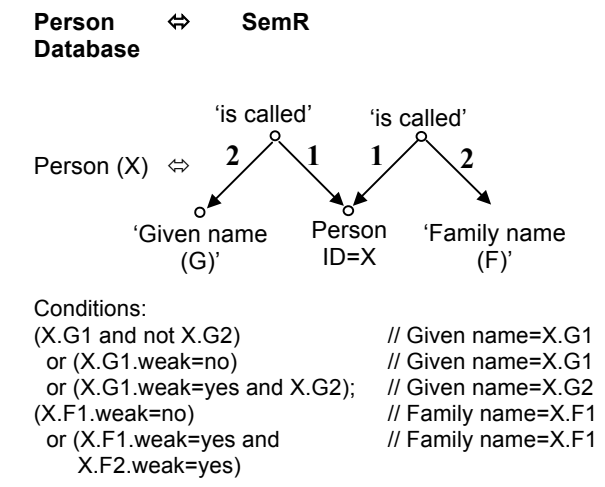 Person ⇔ SemR
Database
‘is called’ ‘is called’
Person (X) ⇔ 2 1 1 2
‘Given name Person ‘Family name
(G)’ ID=X (F)’
Conditions:
(X.G1 and not X.G2) // Given name=X.G1
or (X.G1.weak=no) // Given name=X.G1
or (X.G1.weak=yes and X.G2); // Given name=X.G2
(X.F1.weak=no) // Family name=X.F1
or (X.F1.weak=yes and // Family name=X.F1
X.F2.weak=yes)